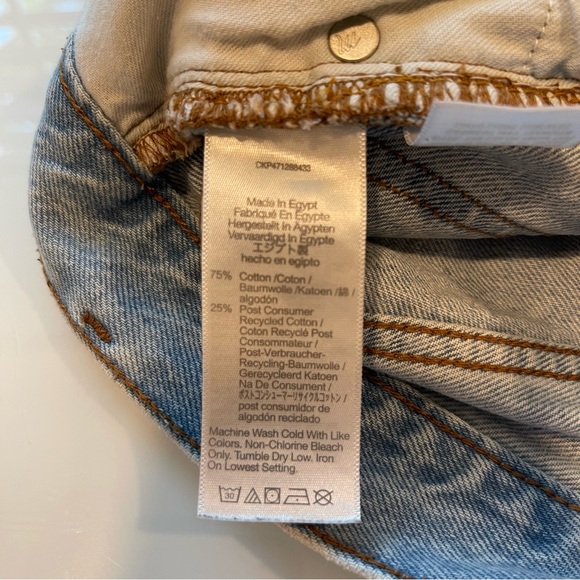 CKP471288433
Made In Egypt
Fabriqué En Égypte
Hergestellt in Ägypten
Vervaardigd In Egypte
エジプト製
hecho en egipto
75% Cotton /Coton /
Baumwolle /Katoen /綿 /
algodón
25% Post Consumer
Recycled Cotton /
Coton Recyclé Post
Consommateur /
Post-Verbraucher-
Recycling-Baumwolle /
Gerecycleerd Katoen
Na De Consument /
ポストコンシューマーリサイクルコットン /
post consumidor de
algodón reciclado
Machine Wash Cold With Like
Colors. Non-Chlorine Bleach
Only. Tumble Dry Low. Iron
On Lowest Setting.
30